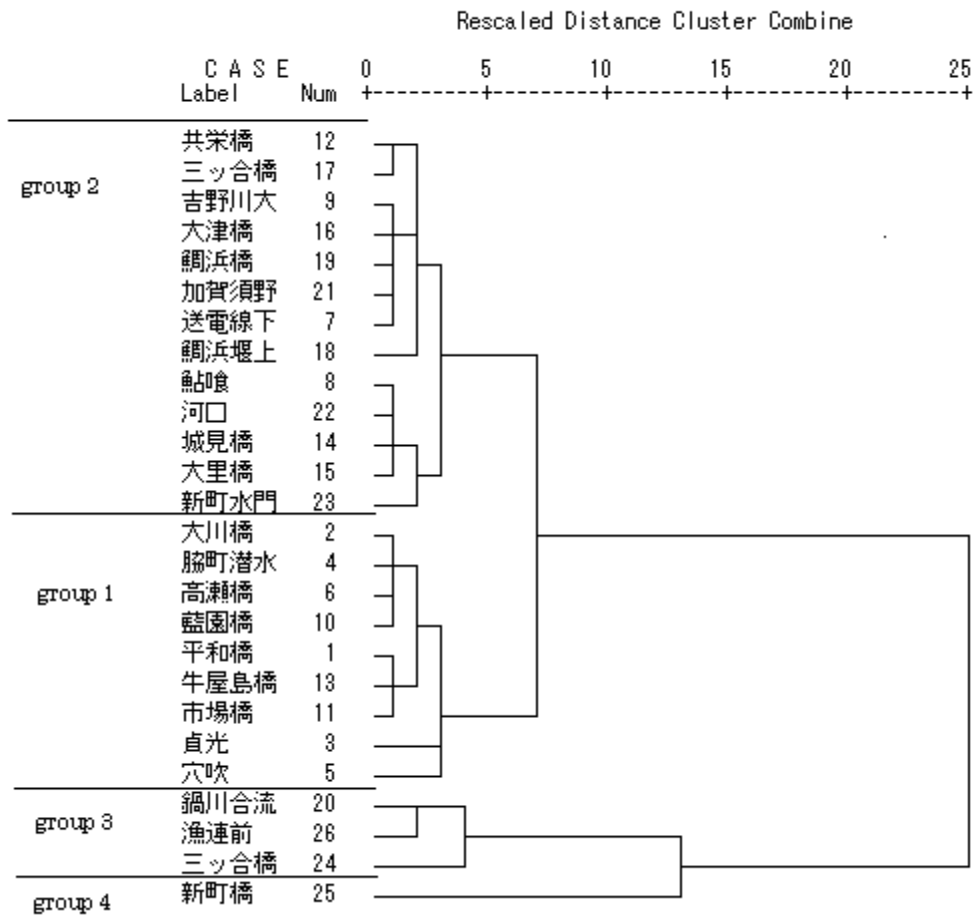 Rescaled Distance Cluster Combine
C A S E 0 5 10 15 20 25
Label Num +---------+---------+---------+---------+---------+
共栄橋 12
三ッ合橋 17
group 2
吉野川大 9
大津橋 16
鯛浜橋 19
加賀須野 21
送電線下 7
鯛浜堰上 18
鮎喰 8
河口 22
城見橋 14
大里橋 15
新町水門 23
大川橋 2
脇町潜水 4
group 1
高瀬橋 6
藍園橋 10
平和橋 1
牛屋島橋 13
市場橋 11
貞光 3
穴吹 5
鍋川合流 20
group 3
漁連前 26
三ッ合橋 24
新町橋 25
group 4